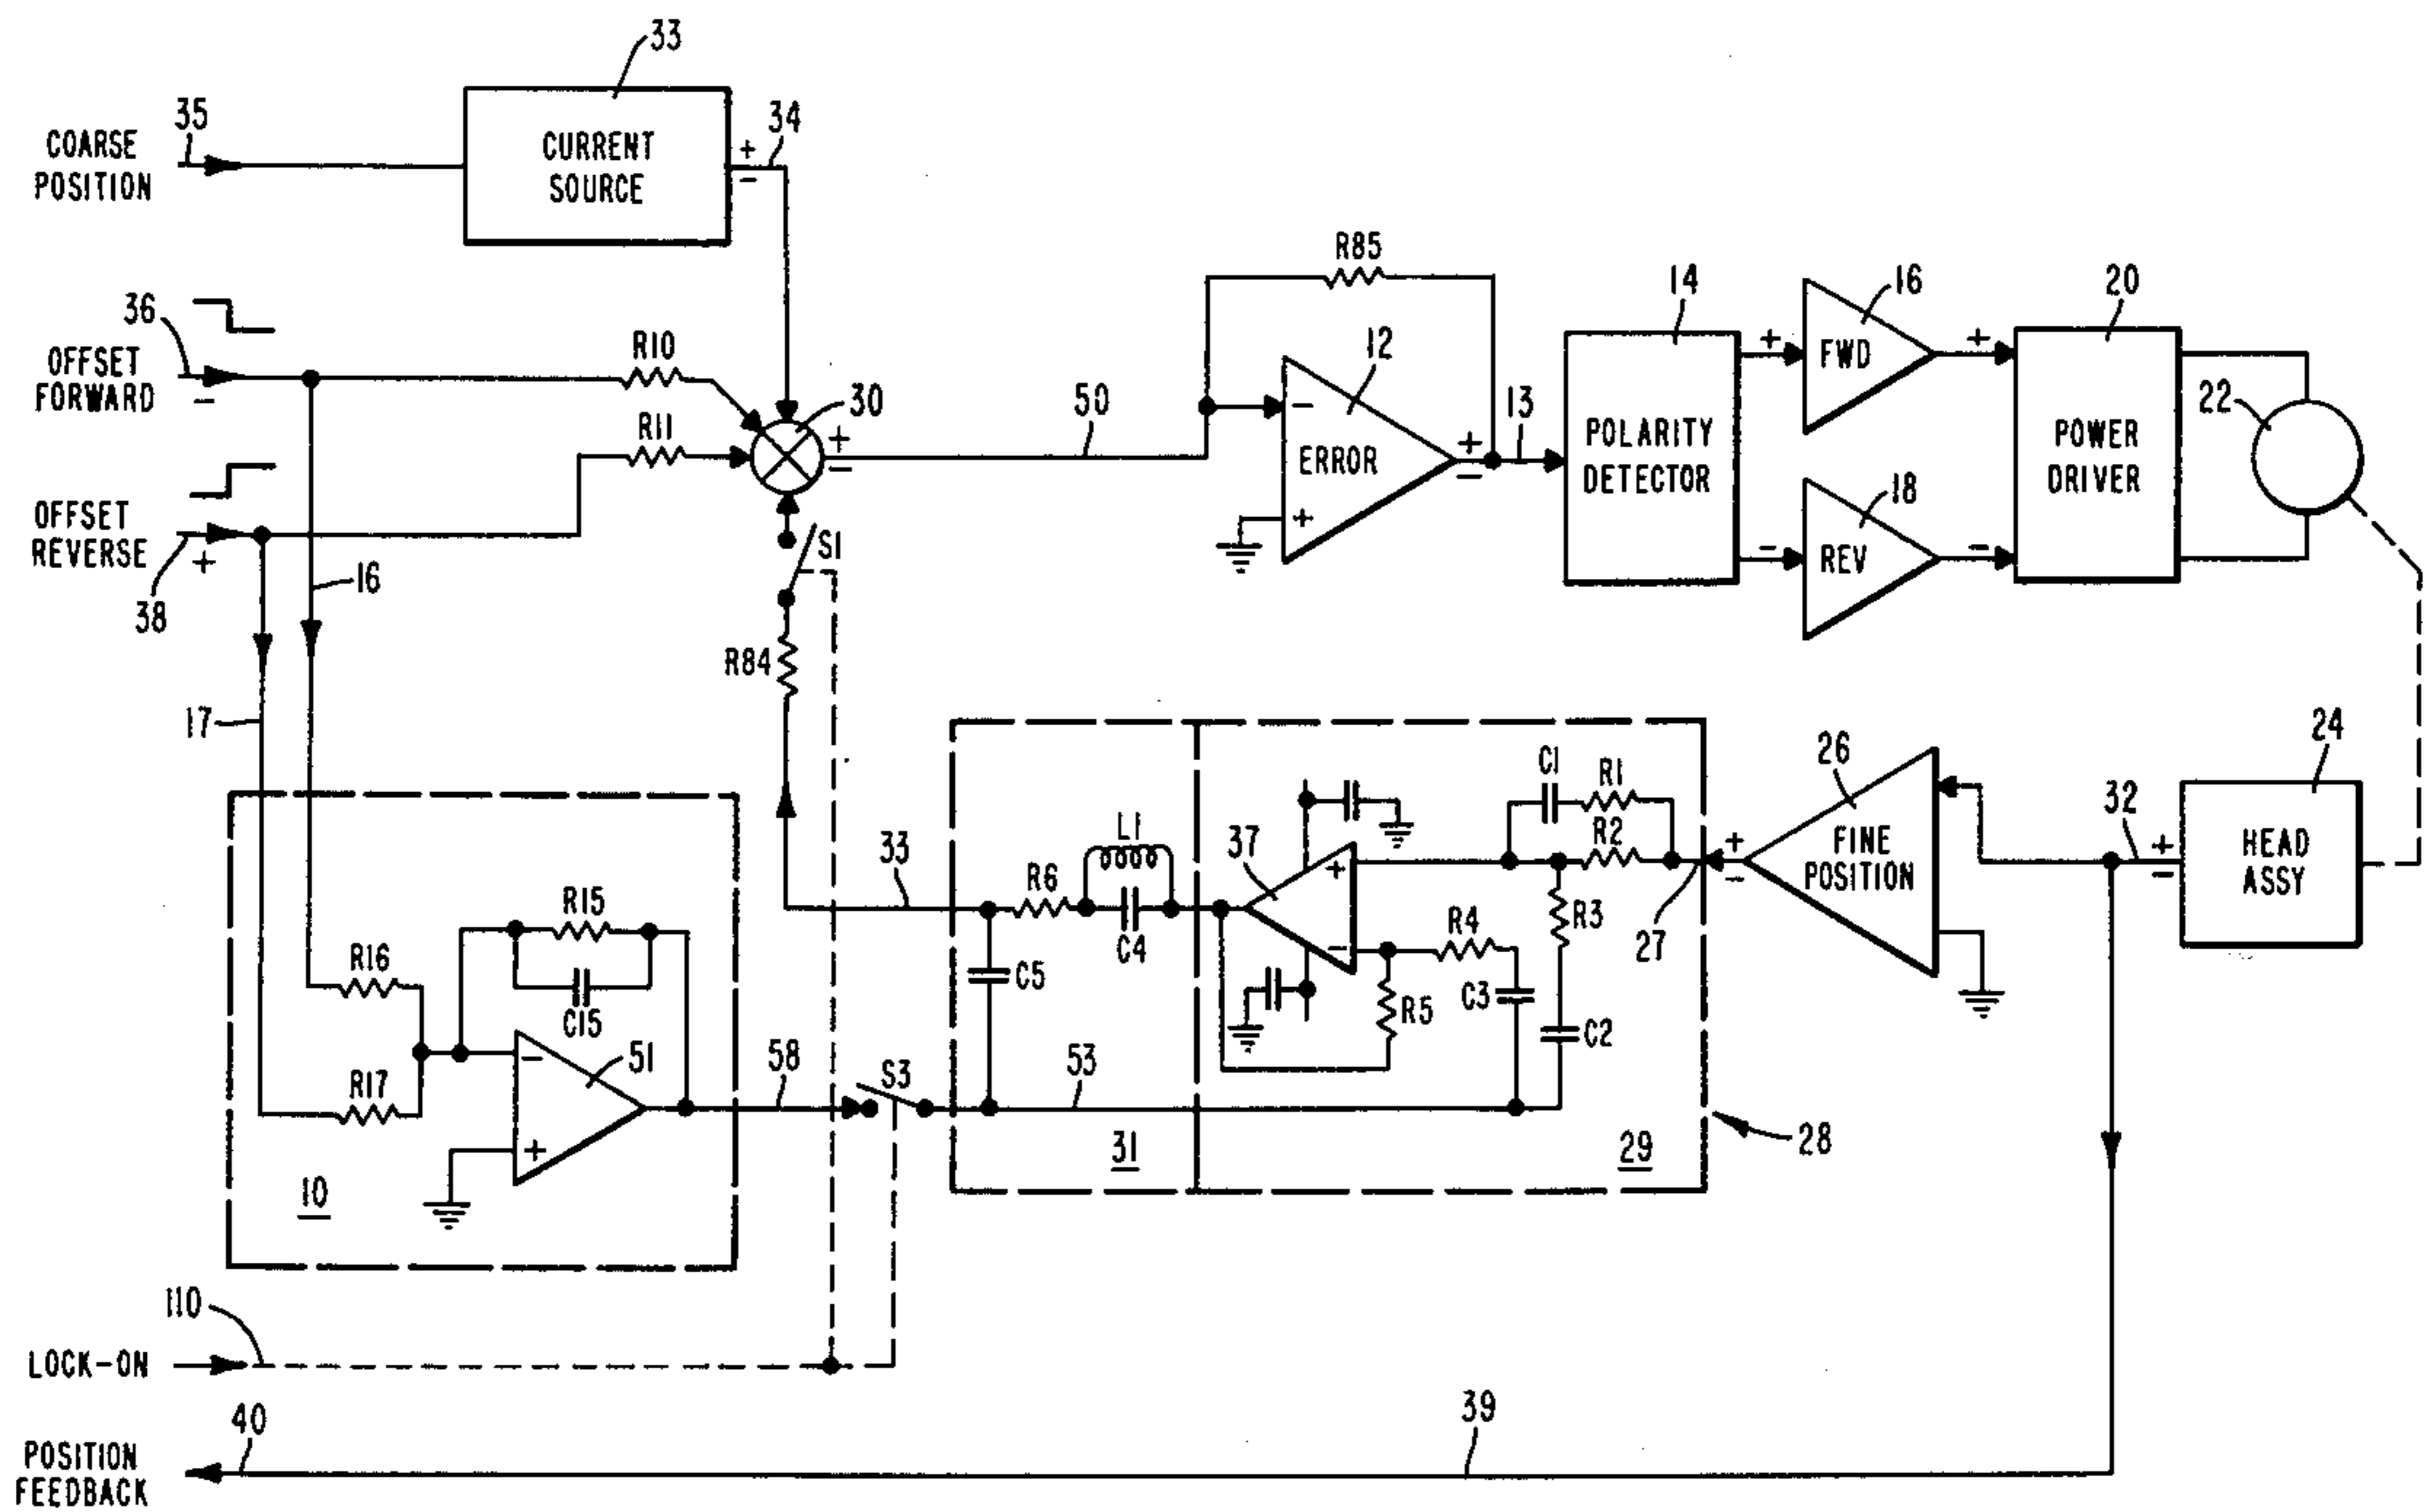 33
35
COARSE
POSITION
CURRENT
SOURCE
+
-
34
36
OFFSET
FORWARD
-
R10
R11
30
+
-
50
R85
12
-
ERROR
+
+
-
13
14
POLARITY
DETECTOR
+
-
16
FWD
18
REV
+
-
20
POWER
DRIVER
22
OFFSET
REVERSE
+
38
16
S1
R84
17
R15
C15
R16
R17
-
+
51
10
58
S3
33
R6
L1
C4
C5
53
31
37
+
-
C1
R1
R2
R3
R4
R5
C3
C2
29
27
28
+
-
26
FINE
POSITION
32
+
-
24
HEAD
ASSY
110
LOCK-ON
40
POSITION
FEEDBACK
39